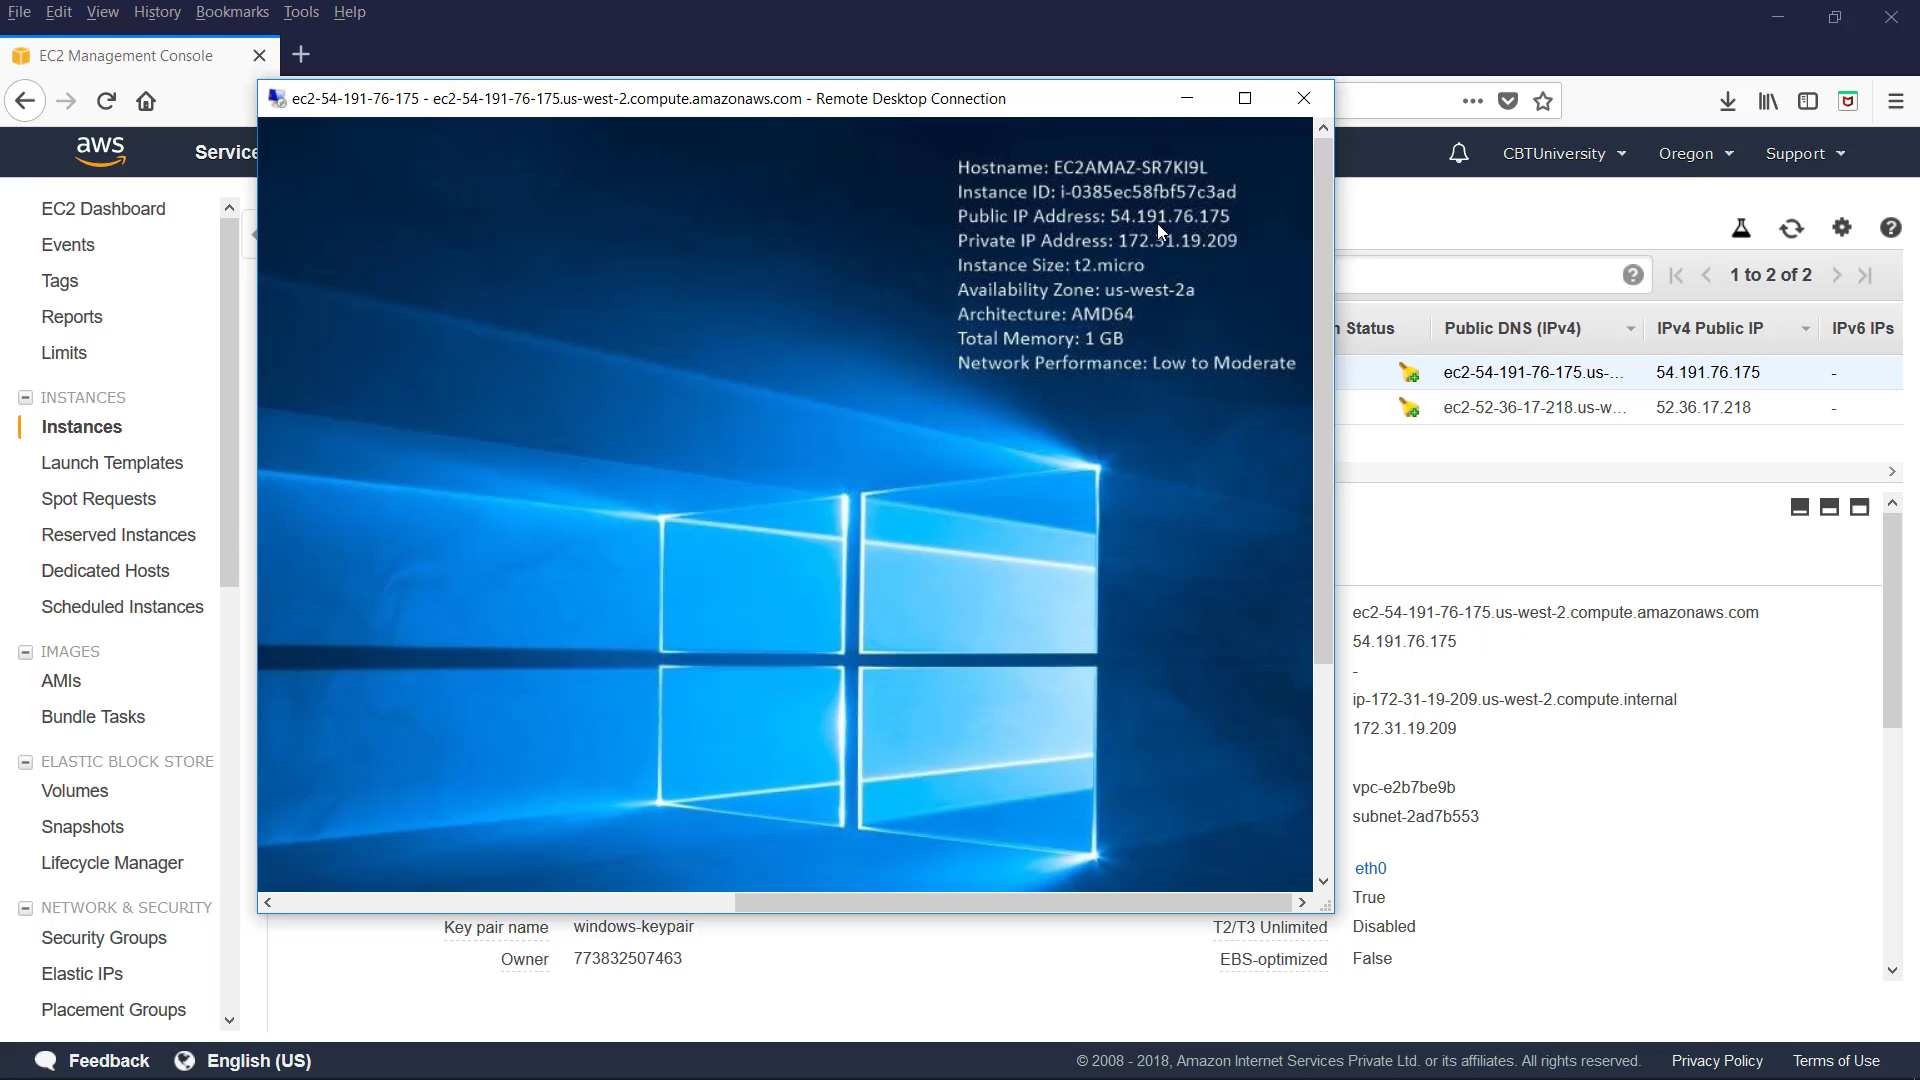 File Edit View History Bookmarks Tools Help
EC2 Management Console
ec2-54-191-76-175 - ec2-54-191-76-175.us-west-2.compute.amazonaws.com - Remote Desktop Connection
aws
Service
CBTUniversity
Oregon
Support
EC2 Dashboard
Events
Tags
Reports
Limits
INSTANCES
Instances
Launch Templates
Spot Requests
Reserved Instances
Dedicated Hosts
Scheduled Instances
IMAGES
AMIs
Bundle Tasks
ELASTIC BLOCK STORE
Volumes
Snapshots
Lifecycle Manager
NETWORK & SECURITY
Security Groups
Elastic IPs
Placement Groups
Hostname: EC2AMAZ-SR7KI9L
Instance ID: i-0385ec58fbf57c3ad
Public IP Address: 54.191.76.175
Private IP Address: 172.31.19.209
Instance Size: t2.micro
Availability Zone: us-west-2a
Architecture: AMD64
Total Memory: 1 GB
Network Performance: Low to Moderate
1 to 2 of 2
Status Public DNS (IPv4) IPv4 Public IP IPv6 IPs
ec2-54-191-76-175.us-... 54.191.76.175 -
ec2-52-36-17-218.us-w... 52.36.17.218 -
ec2-54-191-76-175.us-west-2.compute.amazonaws.com
54.191.76.175
-
ip-172-31-19-209.us-west-2.compute.internal
172.31.19.209
vpc-e2b7be9b
subnet-2ad7b553
eth0
True
Key pair name windows-keypair T2/T3 Unlimited Disabled
Owner 773832507463 EBS-optimized False
Feedback English (US)
© 2008 - 2018, Amazon Internet Services Private Ltd. or its affiliates. All rights reserved. Privacy Policy Terms of Use